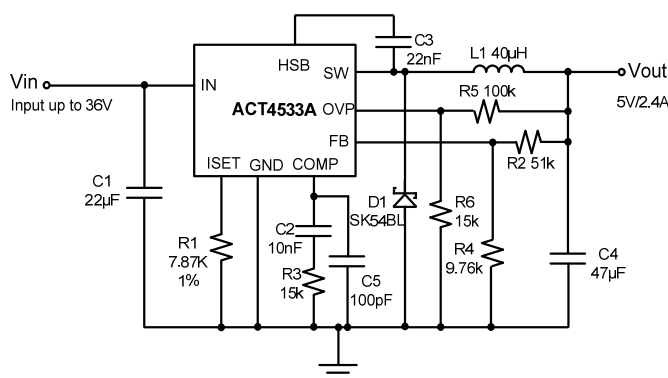 C3
22nF
L1 40µH
HSB
SW
Vin
Input up to 36V
IN
ACT4533A
OVP
R5 100k
Vout
5V/2.4A
FB
R2 51k
ISET
GND
COMP
C1
22µF
R1
7.87K
1%
C2
10nF
R3
15k
C5
100pF
D1
SK54BL
R6
15k
R4
9.76k
C4
47µF